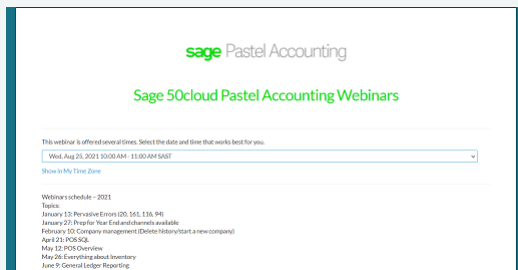 sage Pastel Accounting
Sage 50cloud Pastel Accounting Webinars
This webinar is offered several times. Select the date and time that works best for you.
Wed, Aug 25, 2021 10:00 AM - 11:00 AM SAST
Show in My Time Zone
Webinars schedule – 2021
Topics:
January 13: Pervasive Errors (20, 161, 116, 94)
January 27: Prep for Year End and channels available
February 10: Company management (Delete history/start a new company)
April 21: POS SQL
May 12: POS Overview
May 26: Everything about Inventory
June 9: General Ledger Reporting